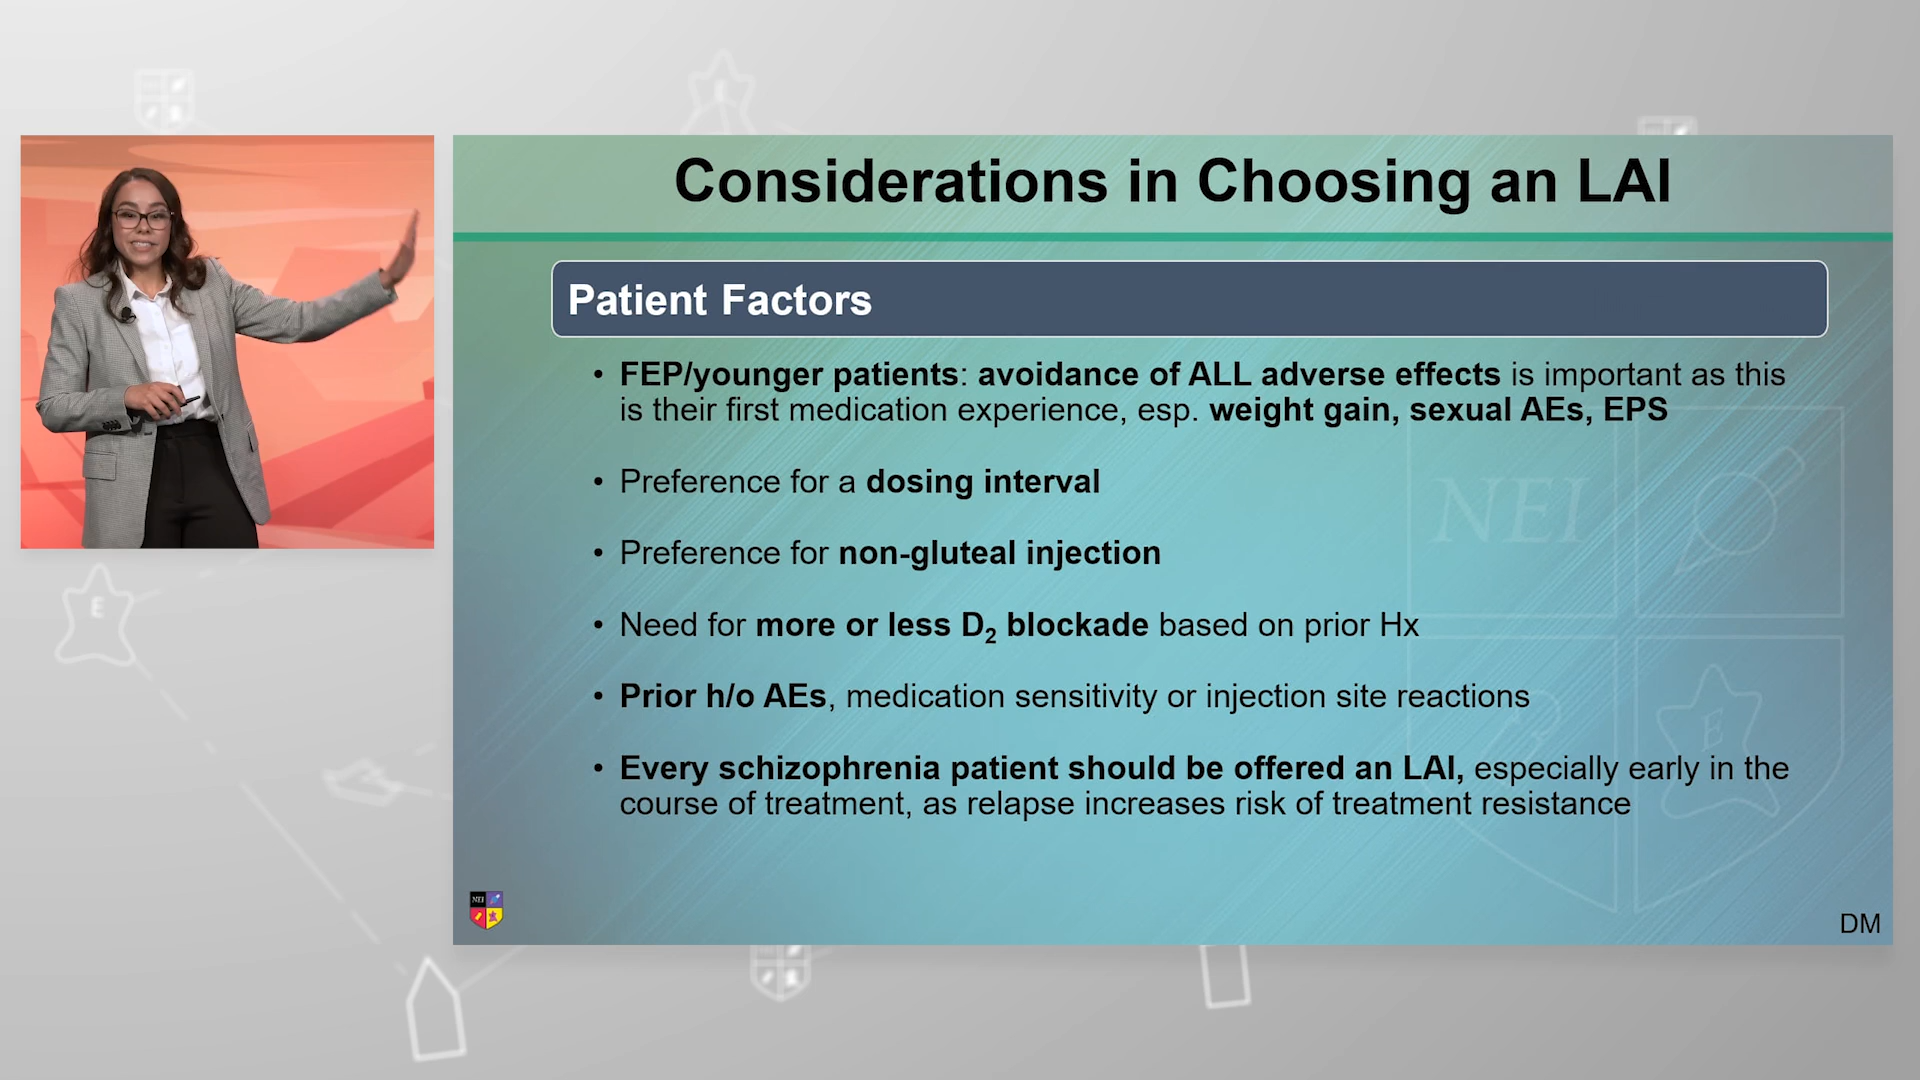 Considerations in Choosing an LAI
Patient Factors
• FEP/younger patients: avoidance of ALL adverse effects is important as this
is their first medication experience, esp. weight gain, sexual AEs, EPS
• Preference for a dosing interval
• Preference for non-gluteal injection
• Need for more or less D₂ blockade based on prior Hx
• Prior h/o AEs, medication sensitivity or injection site reactions
• Every schizophrenia patient should be offered an LAI, especially early in the
course of treatment, as relapse increases risk of treatment resistance
NEI
E
NEI
DM
E
E